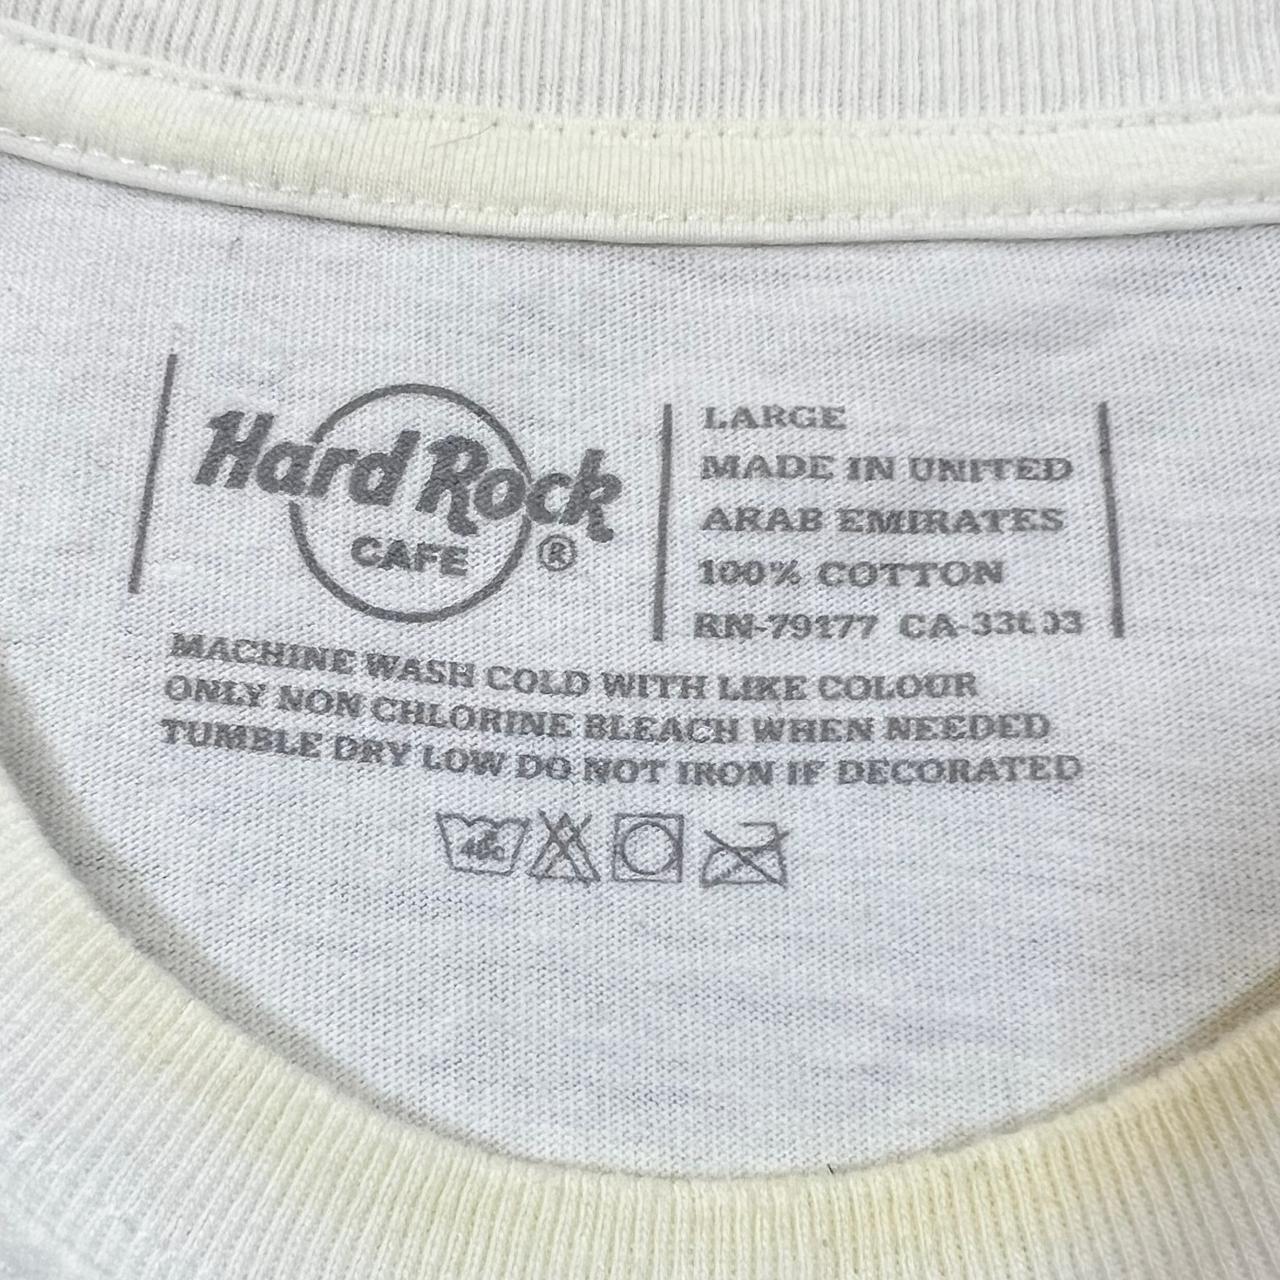 Hard Rock
CAFE ®
LARGE
MADE IN UNITED
ARAB EMIRATES
100% COTTON
RN-79177
MACHINE WASH COLD WITH LIKE COLOUR
ONLY NON CHLORINE BLEACH WHEN NEEDED
TUMBLE DRY LOW DO NOT IRON IF DECORATED